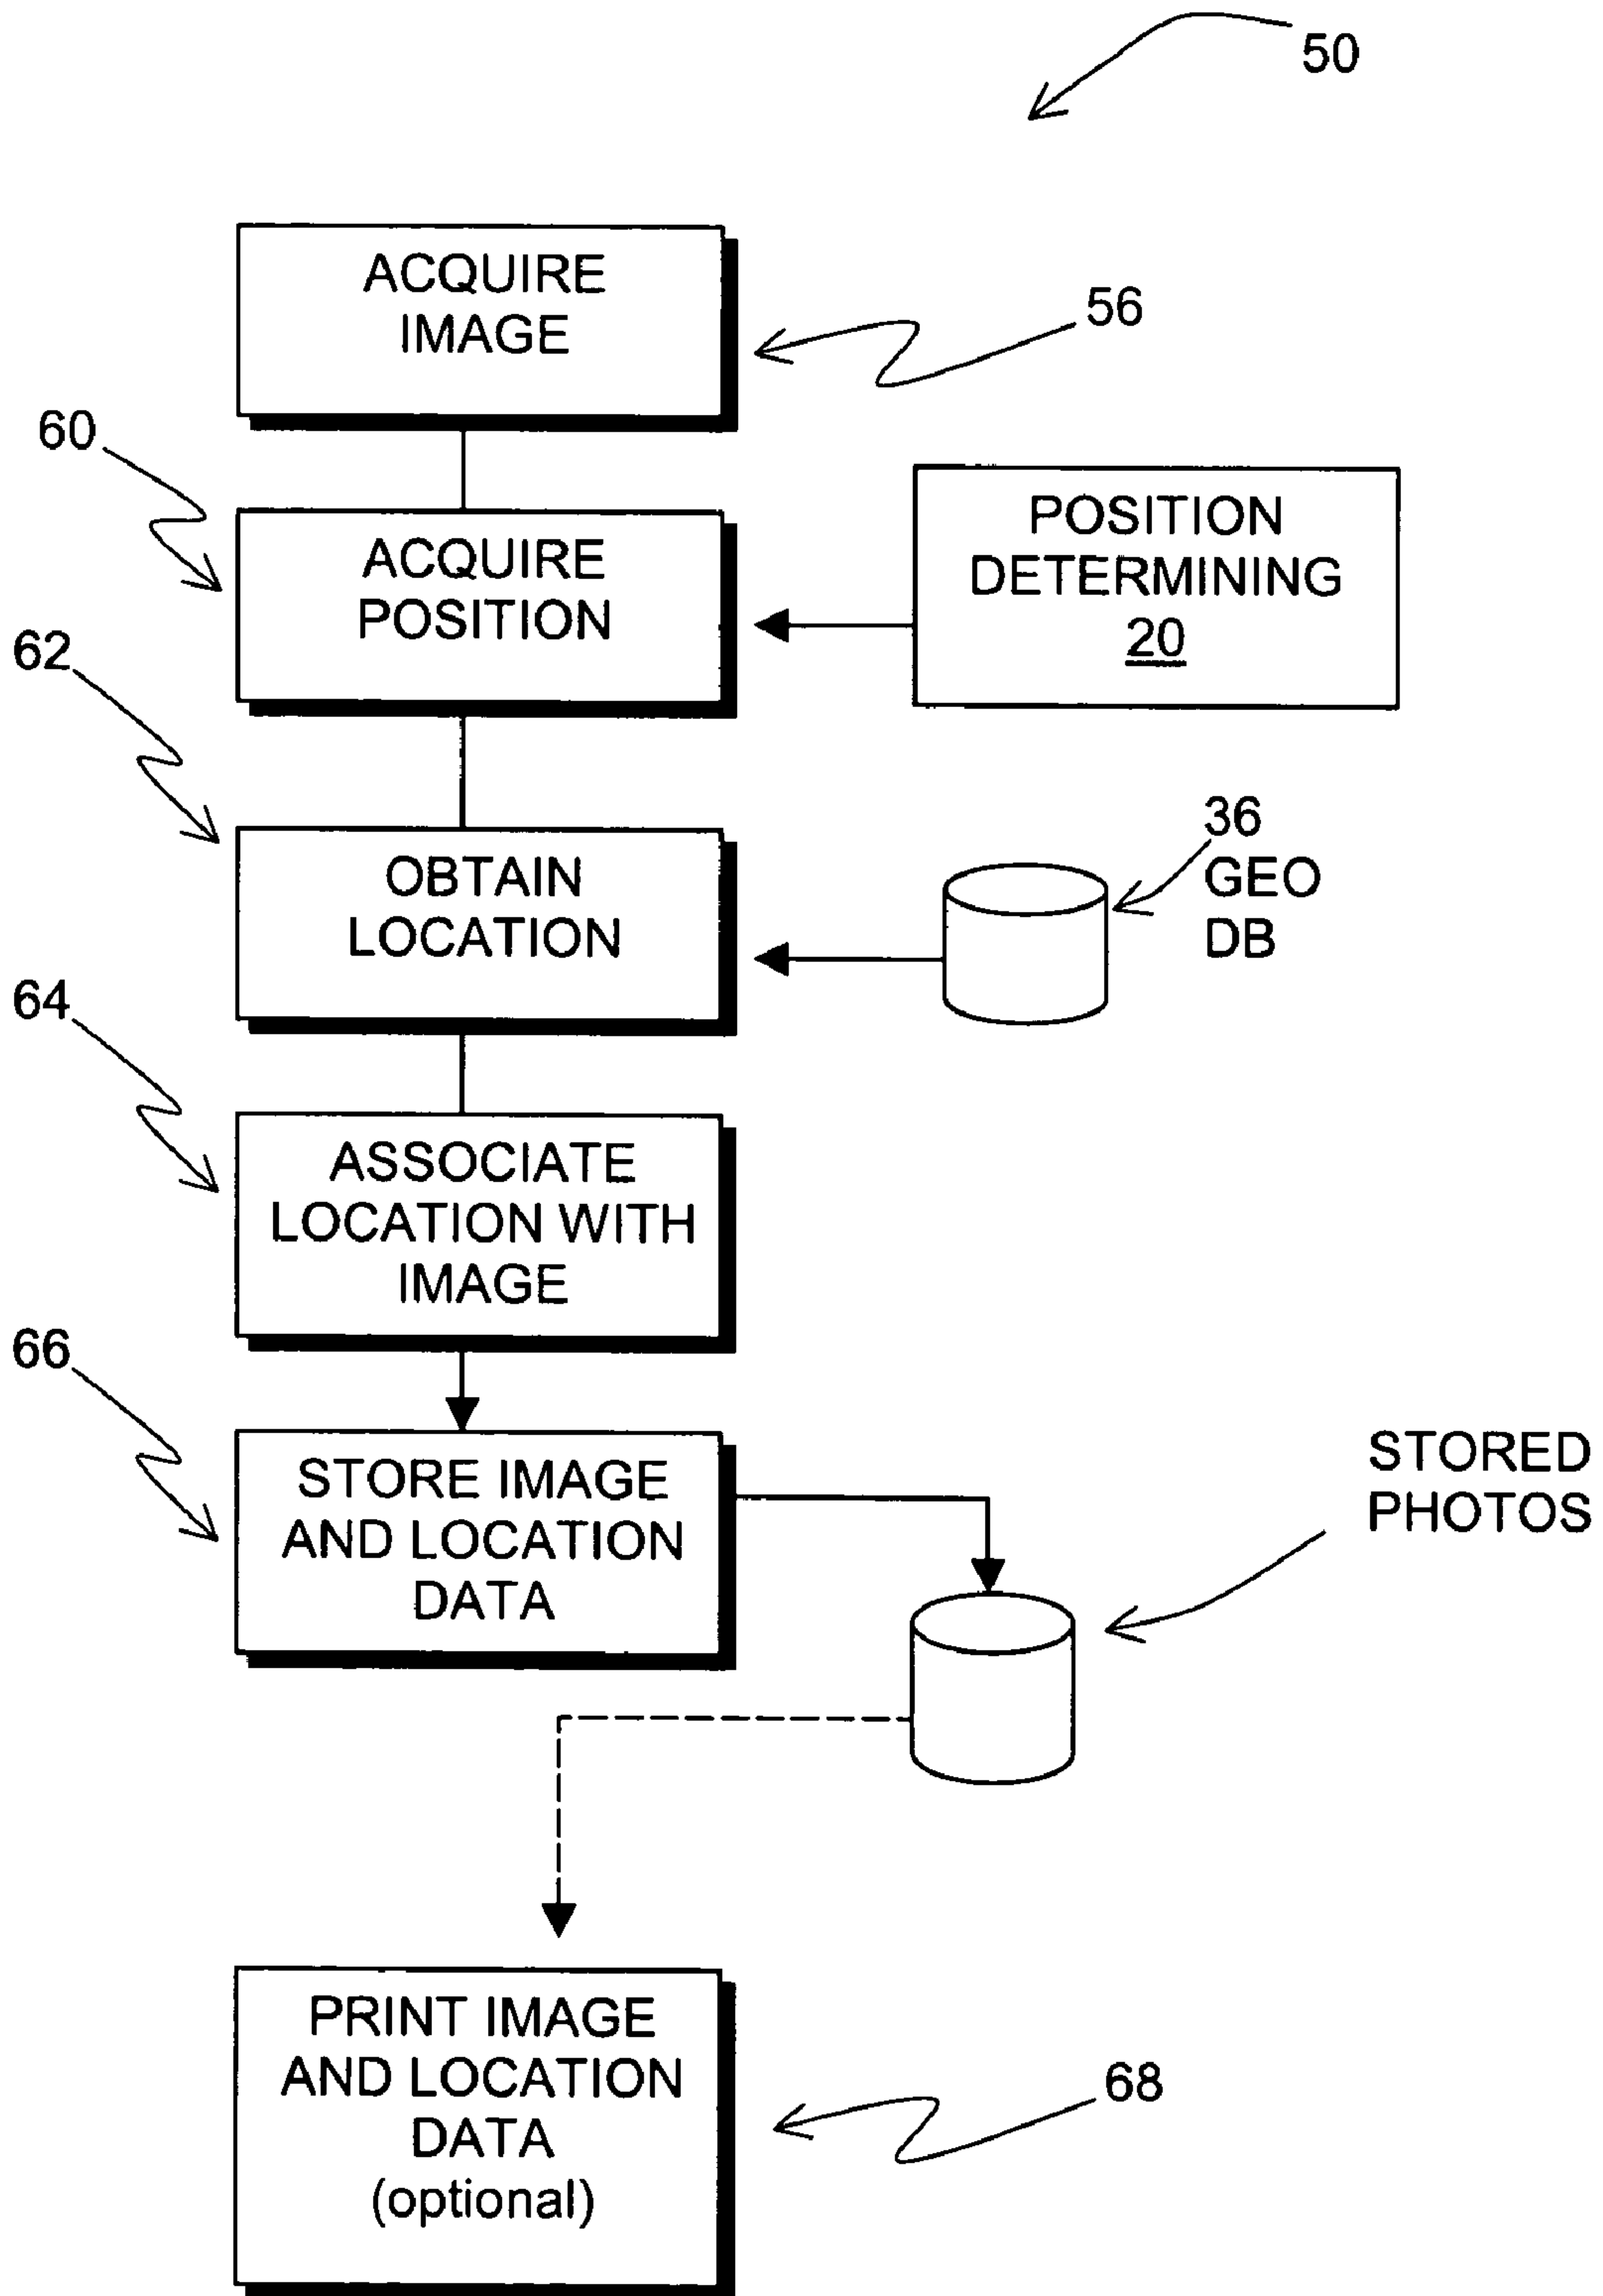 50
ACQUIRE
IMAGE
56
60
ACQUIRE
POSITION
POSITION
DETERMINING
20
62
OBTAIN
LOCATION
36
GEO
DB
64
ASSOCIATE
LOCATION WITH
IMAGE
66
STORE IMAGE
AND LOCATION
DATA
STORED
PHOTOS
PRINT IMAGE
AND LOCATION
DATA
(optional)
68